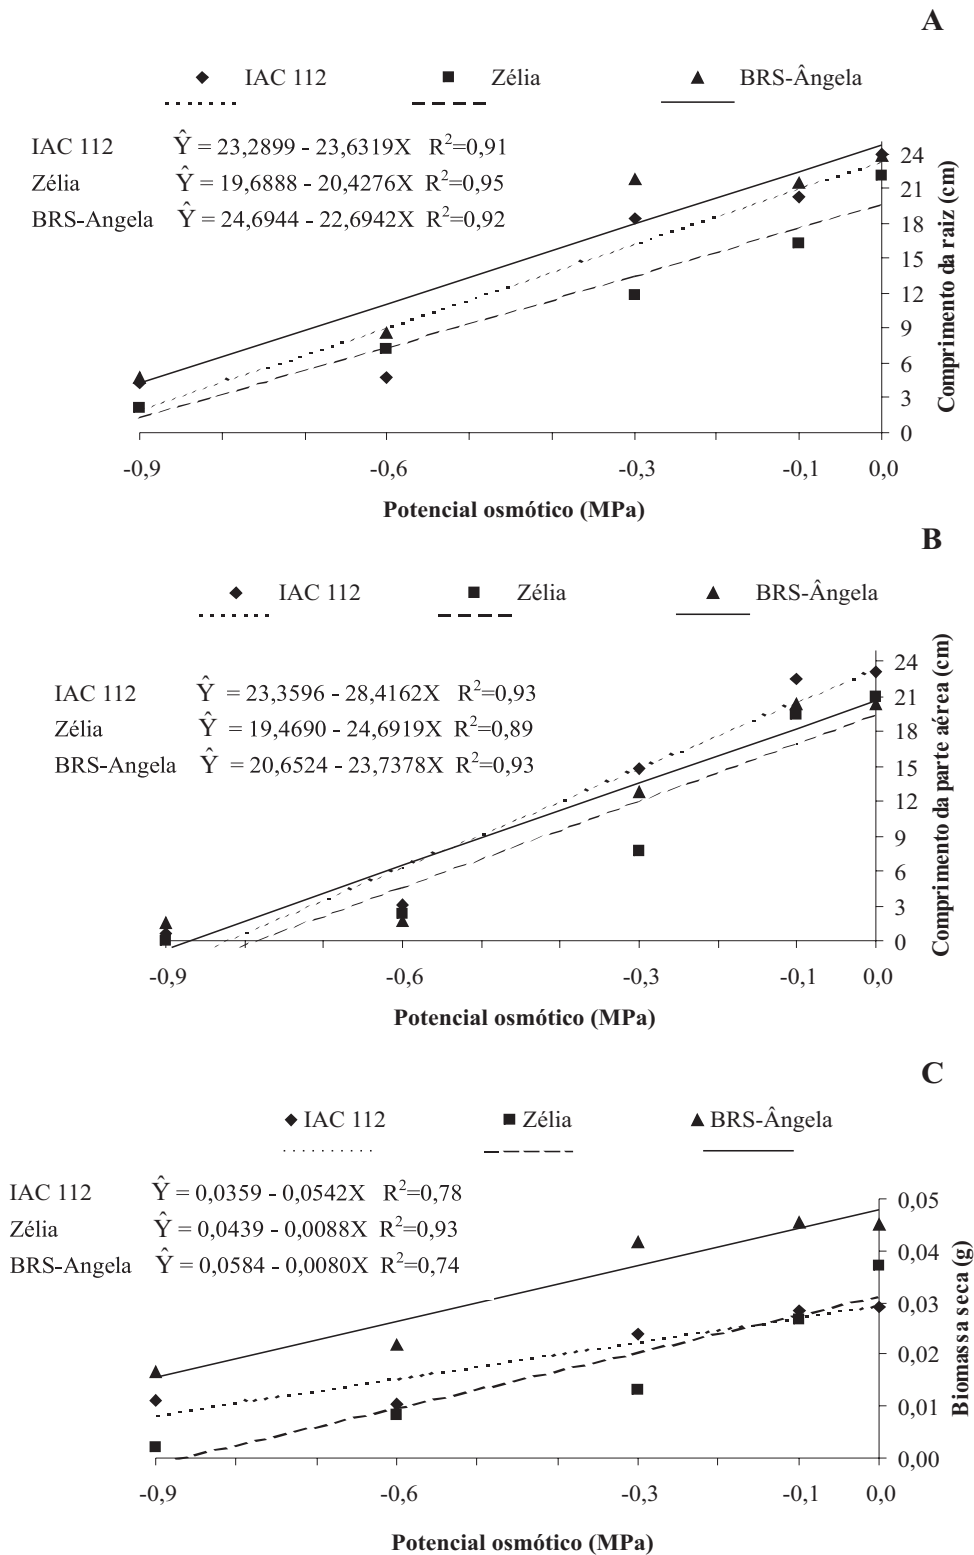 A
IAC 112 Zélia BRS-Ângela
IAC 112 Ŷ = 23,2899 - 23,6319X R²=0,91
Zélia Ŷ = 19,6888 - 20,4276X R²=0,95
BRS-Angela Ŷ = 24,6944 - 22,6942X R²=0,92
24
21
18
15
12
9
6
3
0
Comprimento da raiz (cm)
-0,9 -0,6 -0,3 -0,1 0,0
Potencial osmótico (MPa)
B
IAC 112 Zélia BRS-Ângela
IAC 112 Ŷ = 23,3596 - 28,4162X R²=0,93
Zélia Ŷ = 19,4690 - 24,6919X R²=0,89
BRS-Angela Ŷ = 20,6524 - 23,7378X R²=0,93
24
21
18
15
12
9
6
3
0
Comprimento da parte aérea (cm)
-0,9 -0,6 -0,3 -0,1 0,0
Potencial osmótico (MPa)
C
IAC 112 Zélia BRS-Ângela
IAC 112 Ŷ = 0,0359 - 0,0542X R²=0,78
Zélia Ŷ = 0,0439 - 0,0088X R²=0,93
BRS-Angela Ŷ = 0,0584 - 0,0080X R²=0,74
0,05
0,04
0,03
0,02
0,01
0,00
Biomassa seca (g)
-0,9 -0,6 -0,3 -0,1 0,0
Potencial osmótico (MPa)